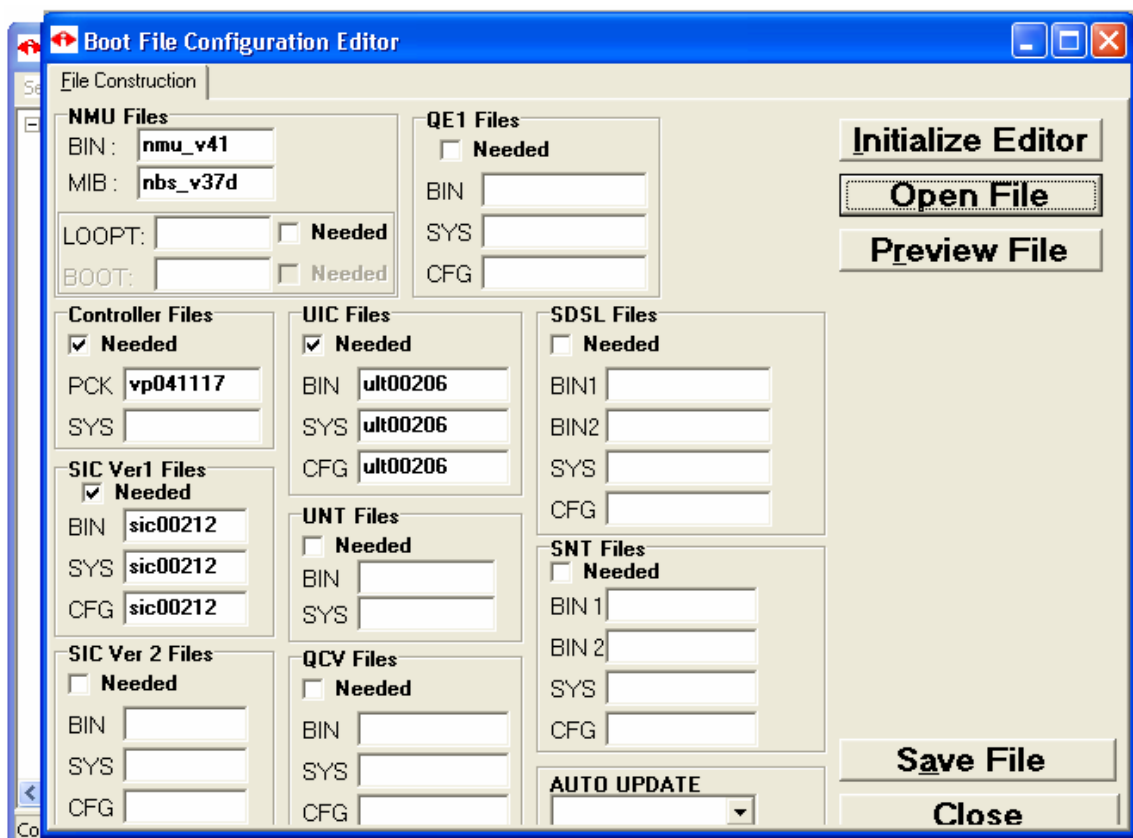 Boot File Configuration Editor
Se
File Construction
NMU Files
BIN : nmu_v41
MIB : nbs_v37d
LOOPT: Needed
BOOT: Needed
QE1 Files
Needed
BIN
SYS
CFG
Initialize Editor
Open File
Preview File
Controller Files
Needed
PCK vp041117
SYS
UIC Files
Needed
BIN ult00206
SYS ult00206
CFG ult00206
SDSL Files
Needed
BIN1
BIN2
SYS
CFG
SIC Ver1 Files
Needed
BIN sic00212
SYS sic00212
CFG sic00212
UNT Files
Needed
BIN
SYS
SNT Files
Needed
BIN 1
BIN 2
SYS
CFG
SIC Ver 2 Files
Needed
BIN
SYS
CFG
QCV Files
Needed
BIN
SYS
CFG
AUTO UPDATE
Save File
Close
Co